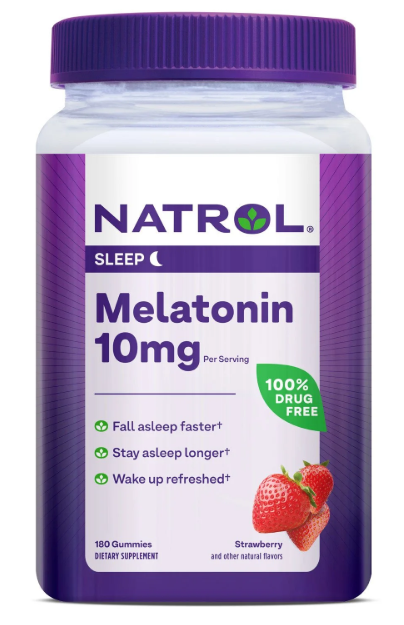 NATROL®
SLEEP
Melatonin
10mg Per Serving
100%
DRUG
FREE
Fall asleep faster†
Stay asleep longer†
Wake up refreshed†
180 Gummies
DIETARY SUPPLEMENT
Strawberry
and other natural flavors